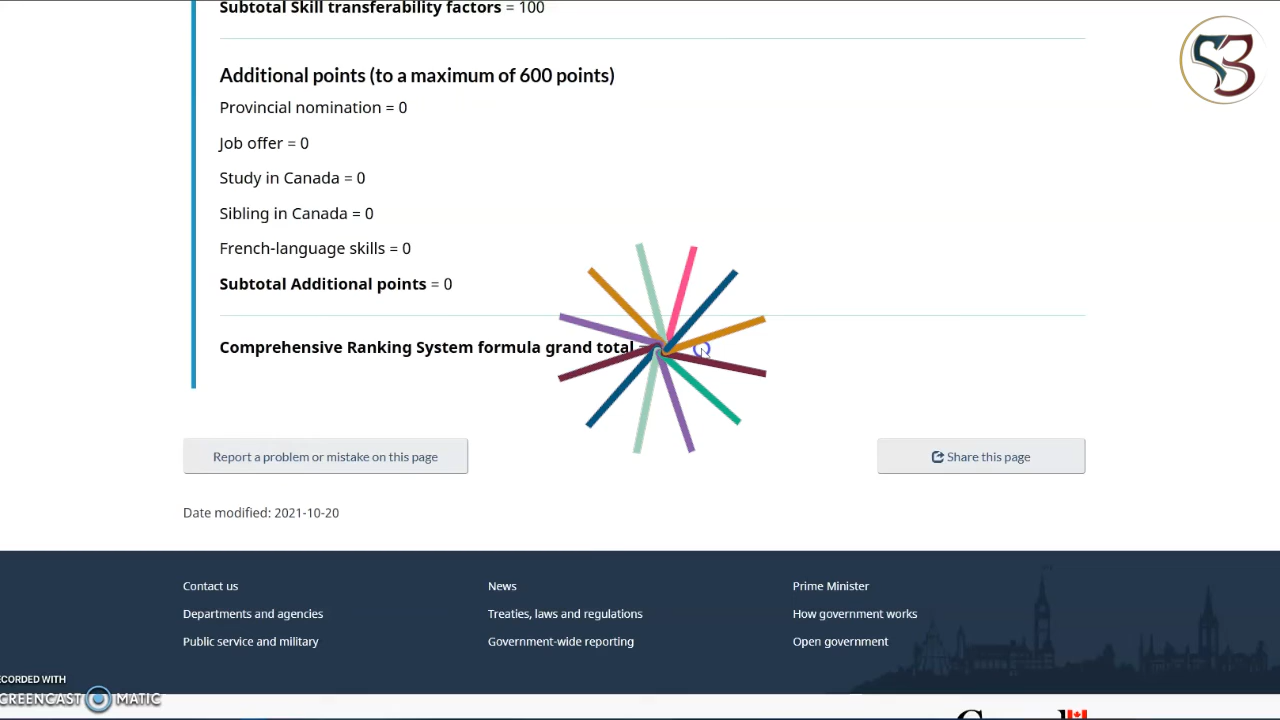 Subtotal Skill transferability factors = 100
Additional points (to a maximum of 600 points)
Provincial nomination = 0
Job offer = 0
Study in Canada = 0
Sibling in Canada = 0
French-language skills = 0
Subtotal Additional points = 0
Comprehensive Ranking System formula grand total
Report a problem or mistake on this page
Share this page
Date modified: 2021-10-20
Contact us
News
Prime Minister
Departments and agencies
Treaties, laws and regulations
How government works
Public service and military
Government-wide reporting
Open government
ECORDED WITH
CREENCAST MATIC